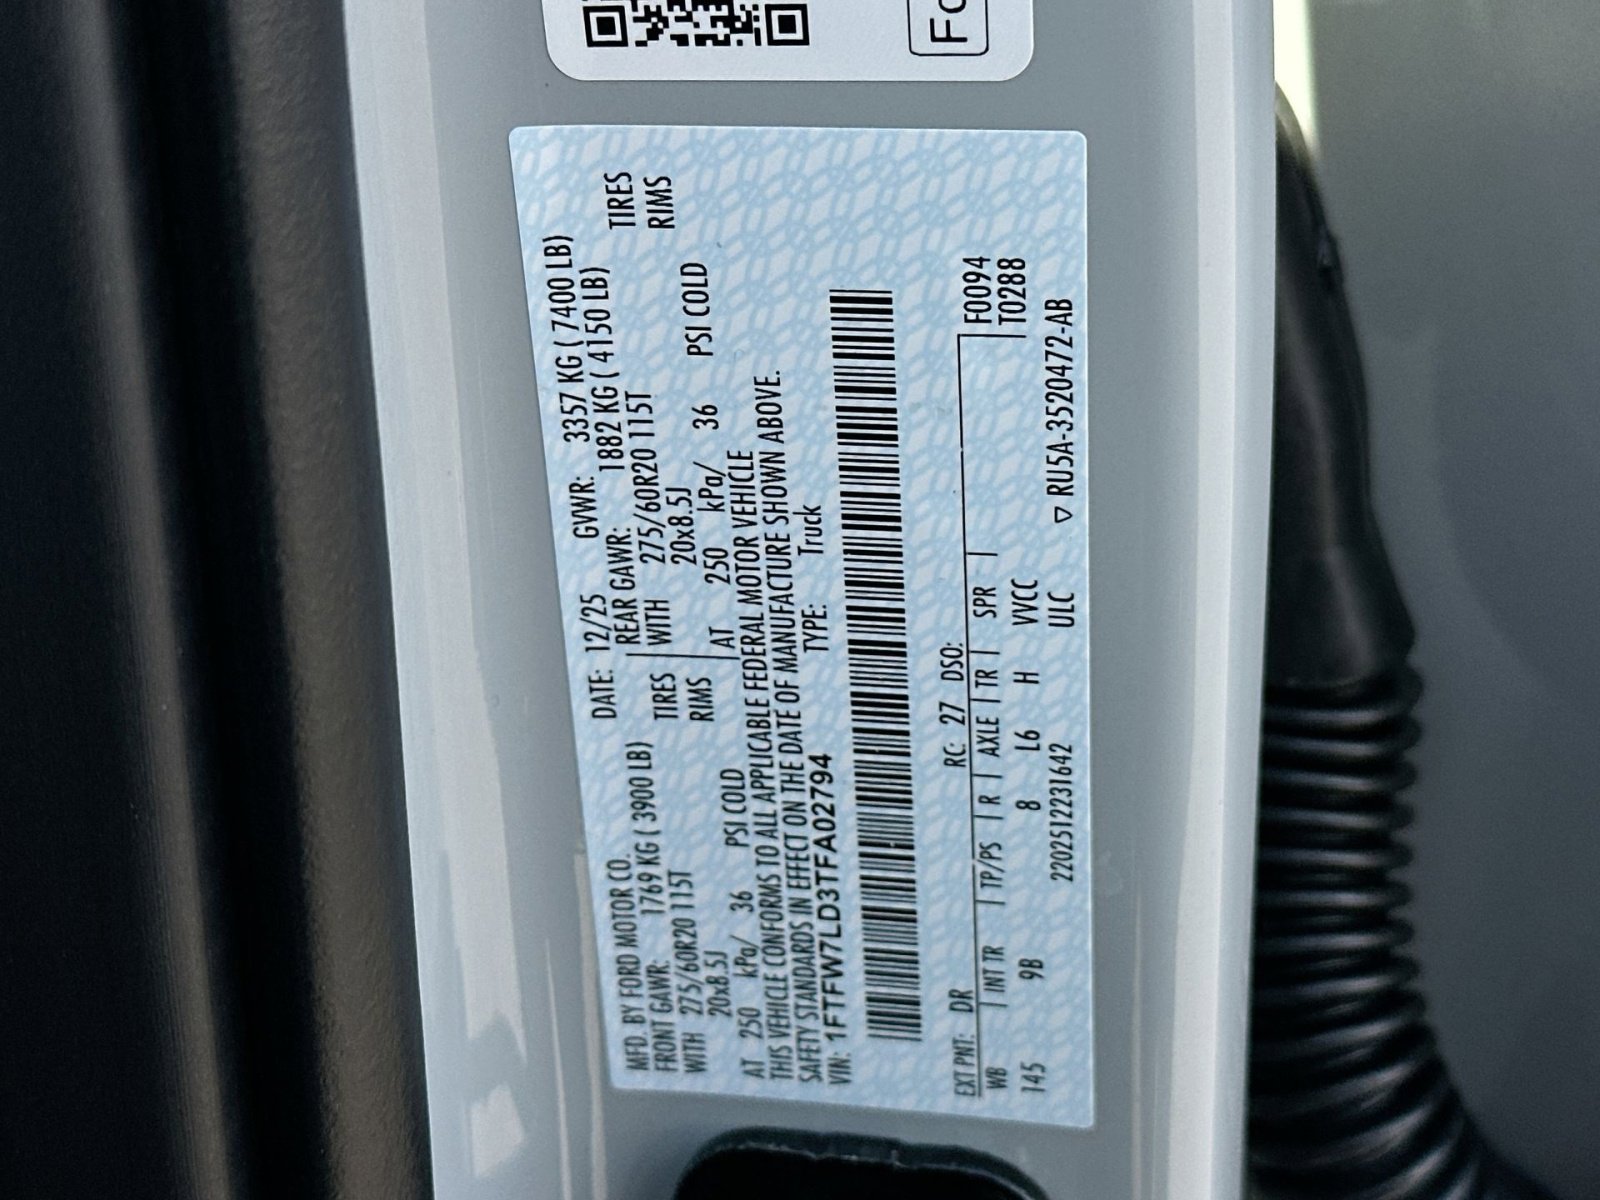 Fo
MFD. BY FORD MOTOR CO. DATE: 12/25 GVWR: 3357 KG ( 7400 LB)
FRONT GAWR: 1769 KG ( 3900 LB) REAR GAWR: 1882 KG ( 4150 LB)
WITH 275/60R20 115T TIRES WITH 275/60R20 115T TIRES
20x8.5J RIMS 20x8.5J RIMS
AT 250 kPa/ 36 PSI COLD AT 250 kPa/ 36 PSI COLD
THIS VEHICLE CONFORMS TO ALL APPLICABLE FEDERAL MOTOR VEHICLE
SAFETY STANDARDS IN EFFECT ON THE DATE OF MANUFACTURE SHOWN ABOVE.
VIN: 1FTFW7LD3TFA02794 TYPE: Truck
EXT PNT: DR RC: 27 DSO: F0094
WB | INT TR | TP/PS | R | AXLE | TR | SPR | T0288
145 9B 8 L6 H VVCC
2202512231642 ULC ▽ RU5A-3520472-AB